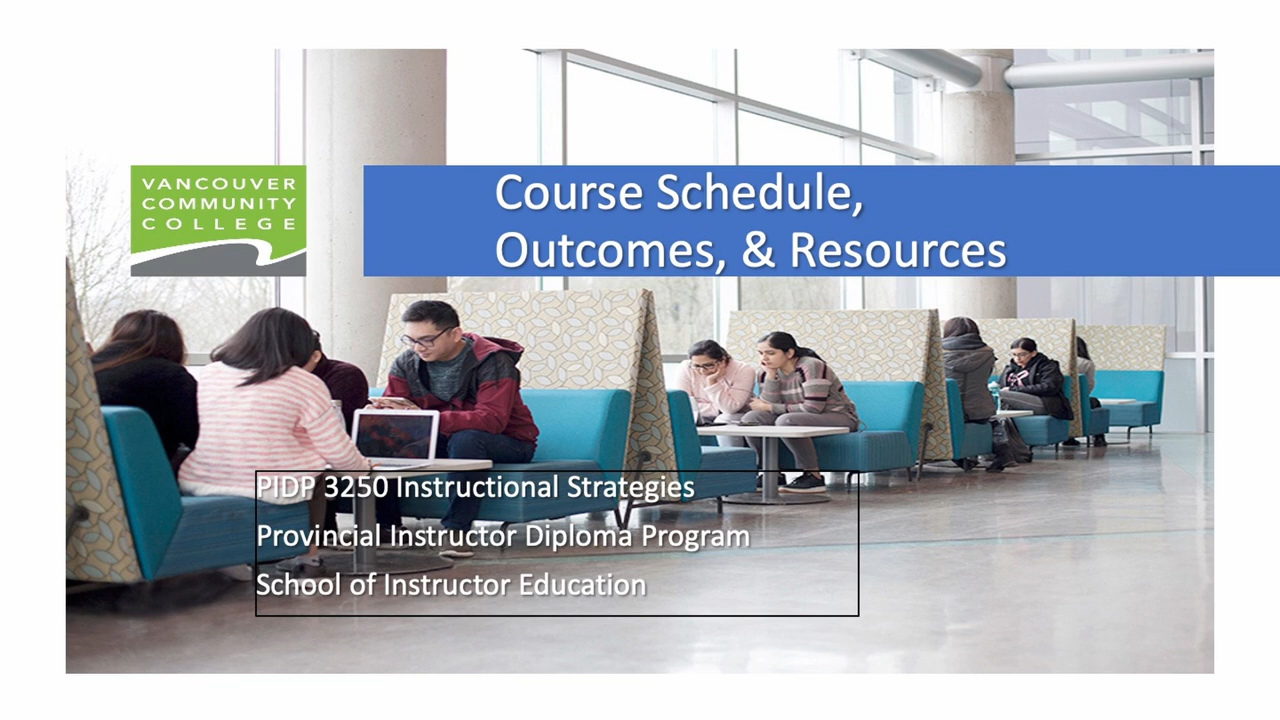 VANCOUVER
COMMUNITY
COLLEGE
Course Schedule,
Outcomes, & Resources
PIDP 3250 Instructional Strategies
Provincial Instructor Diploma Program
School of Instructor Education